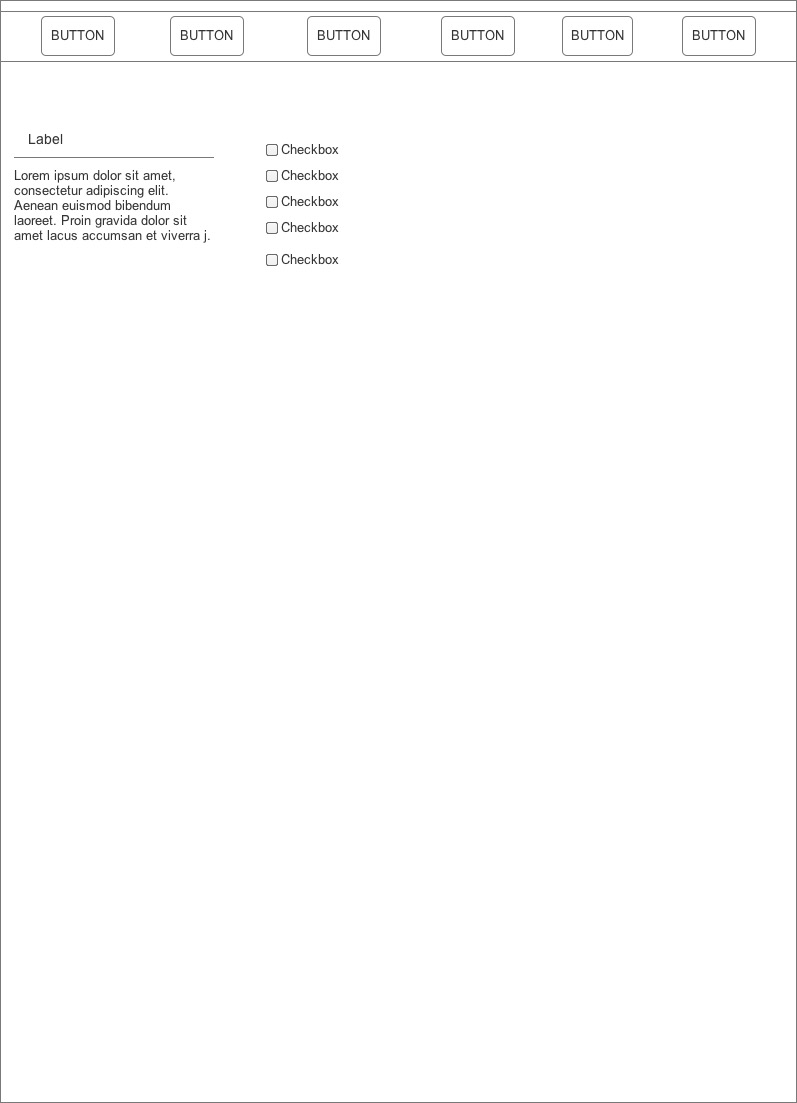 BUTTON BUTTON BUTTON BUTTON BUTTON BUTTON
Label
Lorem ipsum dolor sit amet,
consectetur adipiscing elit.
Aenean euismod bibendum
laoreet. Proin gravida dolor sit
amet lacus accumsan et viverra j.
Checkbox
Checkbox
Checkbox
Checkbox
Checkbox